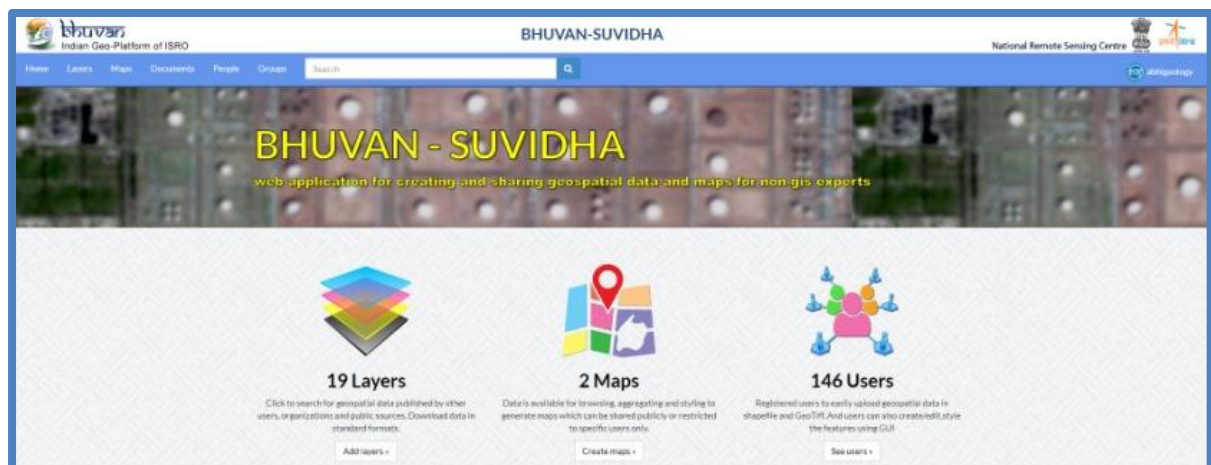 bhuvan
Indian Geo-Platform of ISRO
BHUVAN-SUVIDHA
National Remote Sensing Centre
Home Layers Maps Documents People Groups Search
abhigeology
BHUVAN - SUVIDHA
web application for creating and sharing geospatial data and maps for non-gis experts
19 Layers
Click to search for geospatial data published by other
users, organizations and public sources. Download data in
standard formats.
Add layers »
2 Maps
Data is available for browsing, aggregating and styling to
generate maps which can be shared publicly or restricted
to specific users only.
Create maps »
146 Users
Registered users to easily upload geospatial data in
shapefile and GeoTiff. And users can also create/edit,style
the features using GUI
See users »